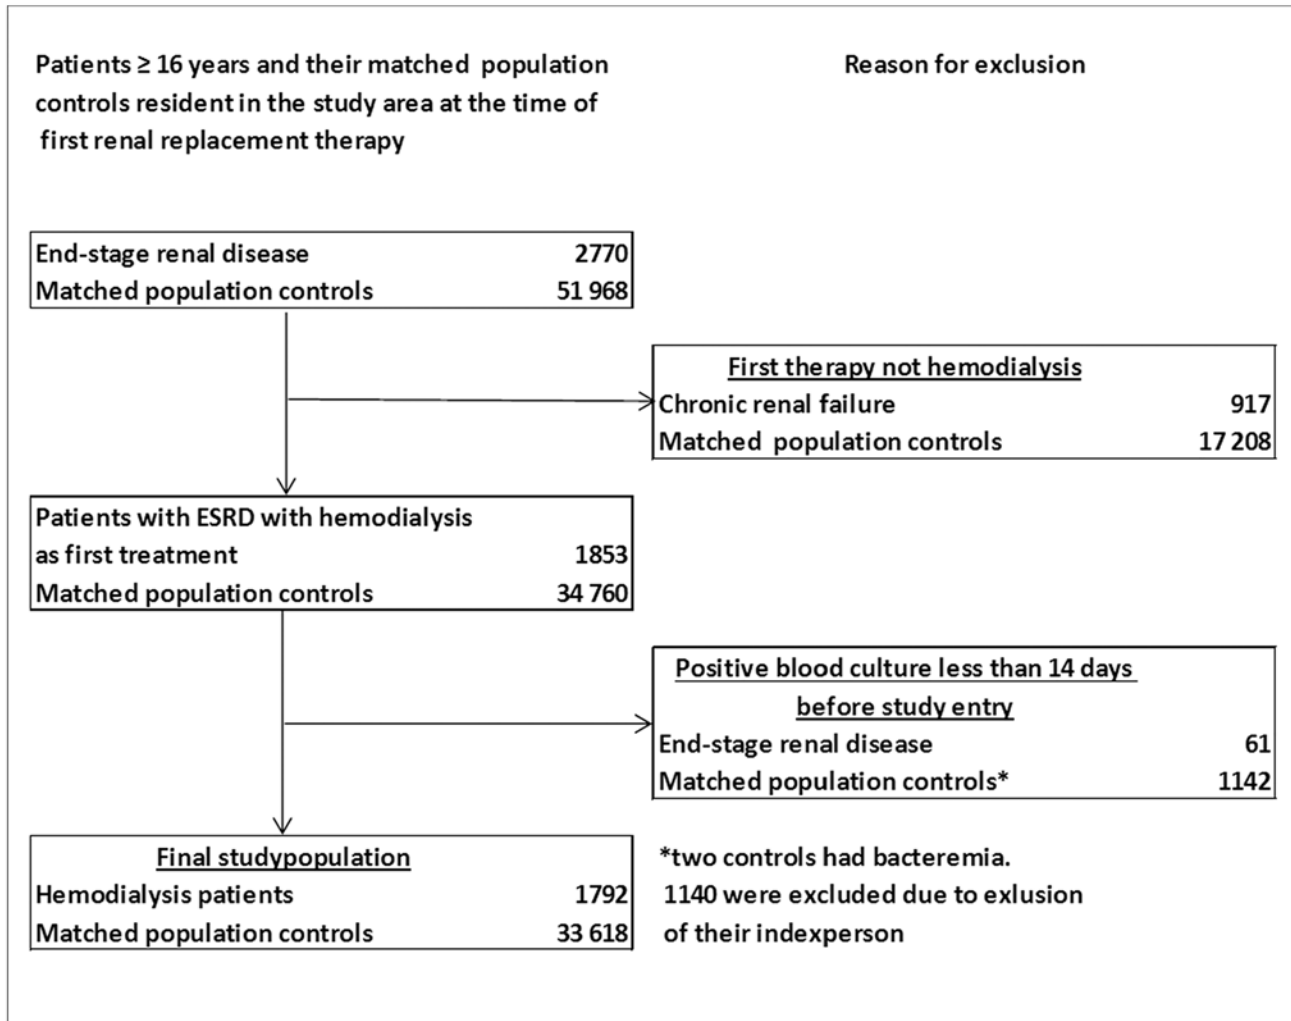 Patients ≥ 16 years and their matched population
controls resident in the study area at the time of
first renal replacement therapy
Reason for exclusion
End-stage renal disease 2770
Matched population controls 51 968
First therapy not hemodialysis
Chronic renal failure 917
Matched population controls 17 208
Patients with ESRD with hemodialysis
as first treatment 1853
Matched population controls 34 760
Positive blood culture less than 14 days
before study entry
End-stage renal disease 61
Matched population controls* 1142
Final studypopulation
Hemodialysis patients 1792
Matched population controls 33 618
*two controls had bacteremia.
1140 were excluded due to exlusion
of their indexperson